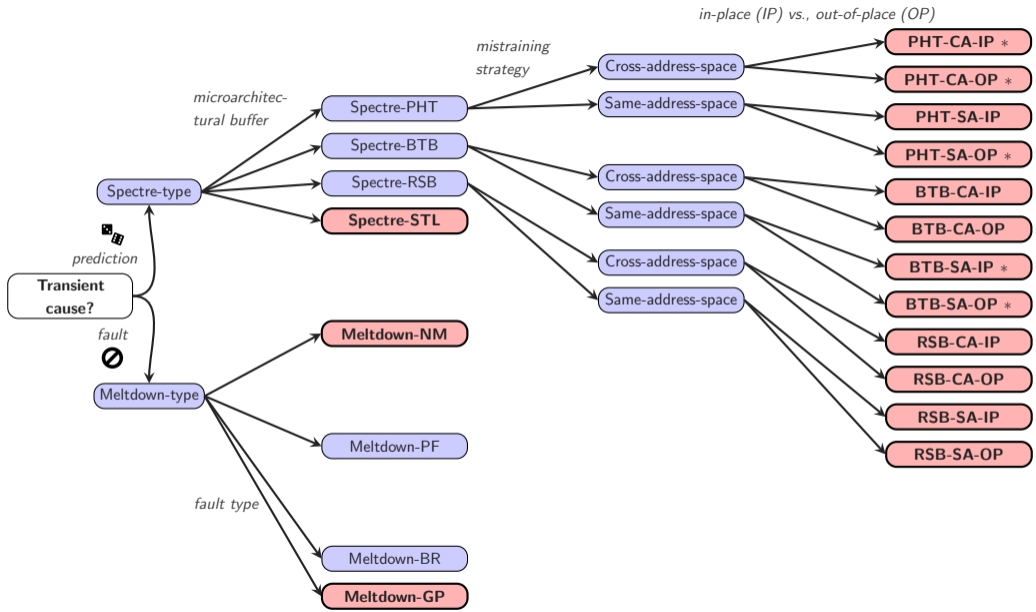 in-place (IP) vs., out-of-place (OP)
PHT-CA-IP *
mistraining
strategy
Cross-address-space
PHT-CA-OP *
microarchitec-
tural buffer
Spectre-PHT
Same-address-space
PHT-SA-IP
Spectre-BTB
PHT-SA-OP *
Spectre-type
Spectre-RSB
Cross-address-space
BTB-CA-IP
Spectre-STL
Same-address-space
BTB-CA-OP
prediction
Cross-address-space
BTB-SA-IP *
Transient
cause?
Same-address-space
BTB-SA-OP *
fault
Meltdown-NM
RSB-CA-IP
Meltdown-type
RSB-CA-OP
RSB-SA-IP
Meltdown-PF
RSB-SA-OP
fault type
Meltdown-BR
Meltdown-GP